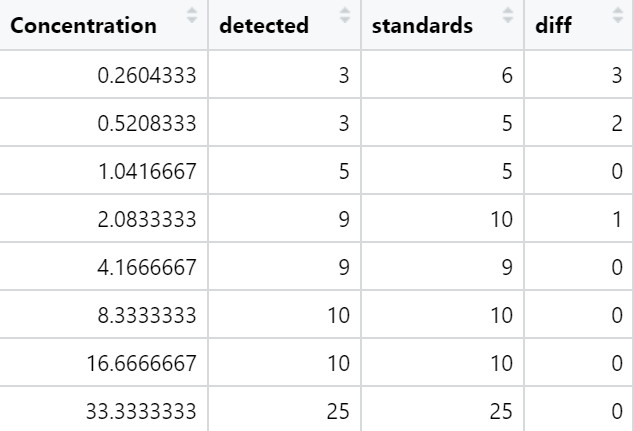 Concentration detected standards diff
0.2604333 3 6 3
0.5208333 3 5 2
1.0416667 5 5 0
2.0833333 9 10 1
4.1666667 9 9 0
8.3333333 10 10 0
16.6666667 10 10 0
33.3333333 25 25 0